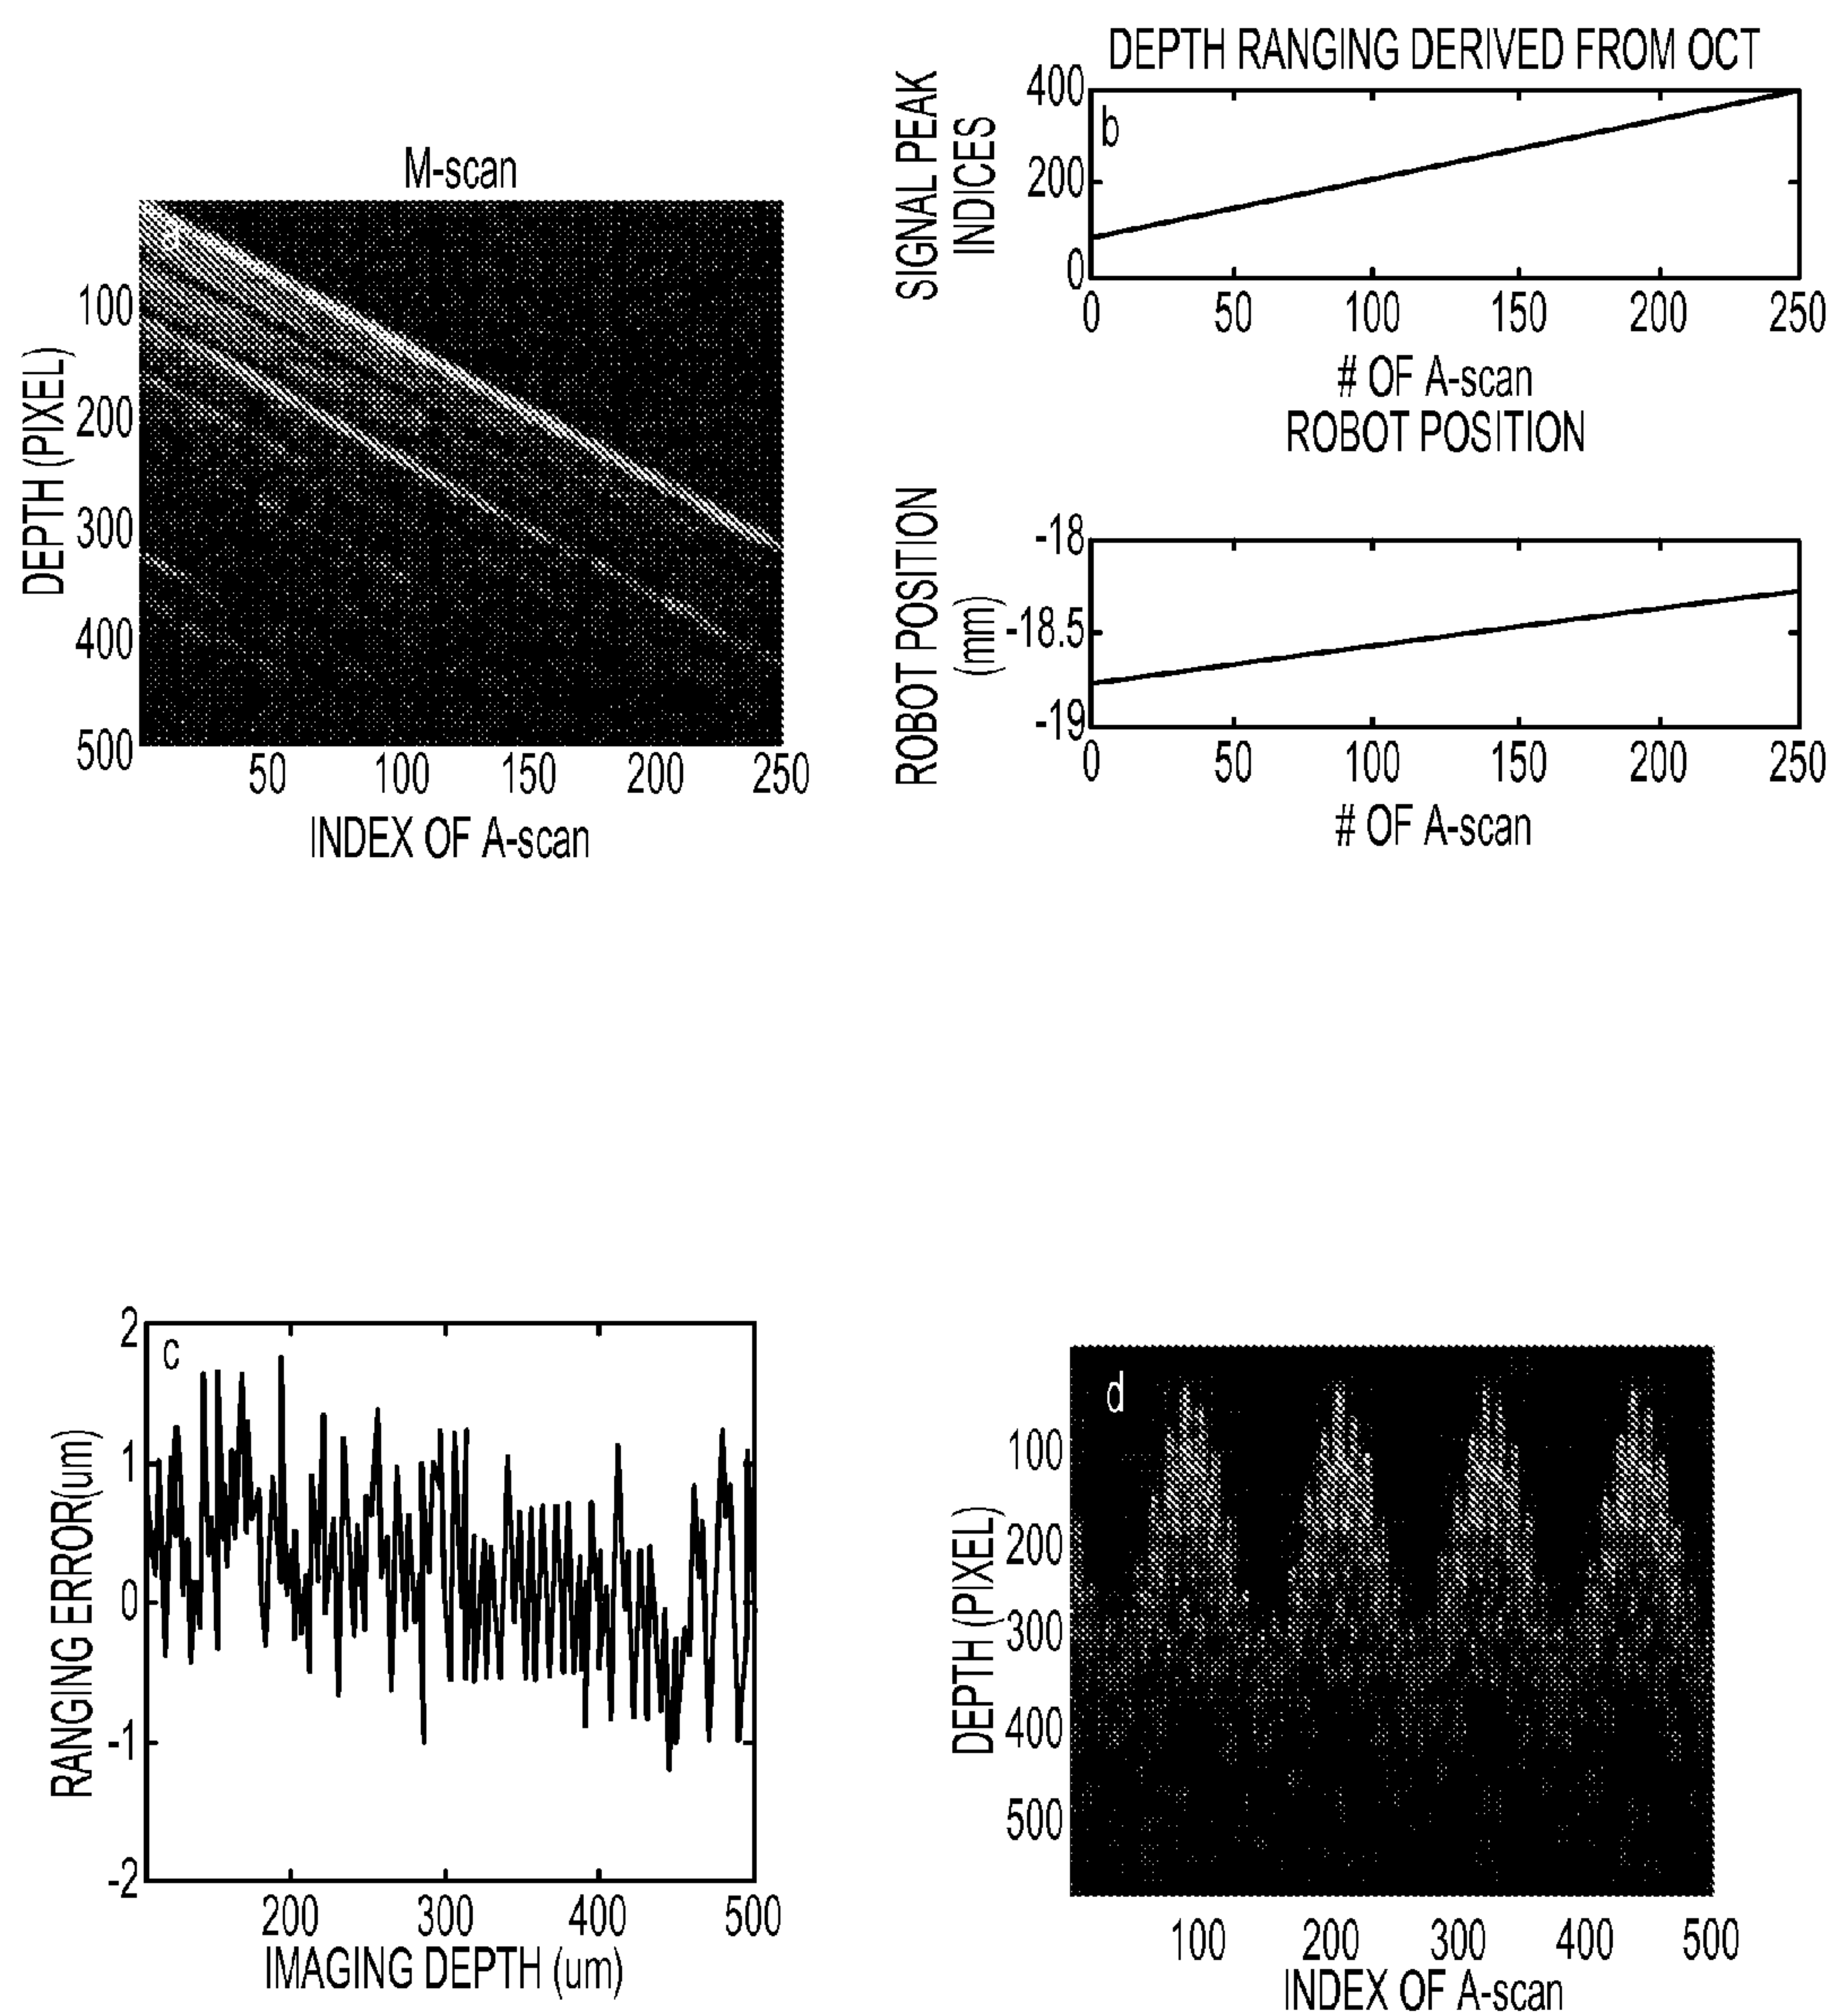 M-scan
a
DEPTH (PIXEL)
100
200
300
400
500
50 100 150 200 250
INDEX OF A-scan
DEPTH RANGING DERIVED FROM OCT
SIGNAL PEAK
INDICES
400
200
0
b
0 50 100 150 200 250
# OF A-scan
ROBOT POSITION
ROBOT POSITION
(mm)
-18
-18.5
-19
0 50 100 150 200 250
# OF A-scan
RANGING ERROR(um)
2
1
0
-1
-2
c
200 300 400 500
IMAGING DEPTH (um)
DEPTH (PIXEL)
d
100
200
300
400
500
100 200 300 400 500
INDEX OF A-scan